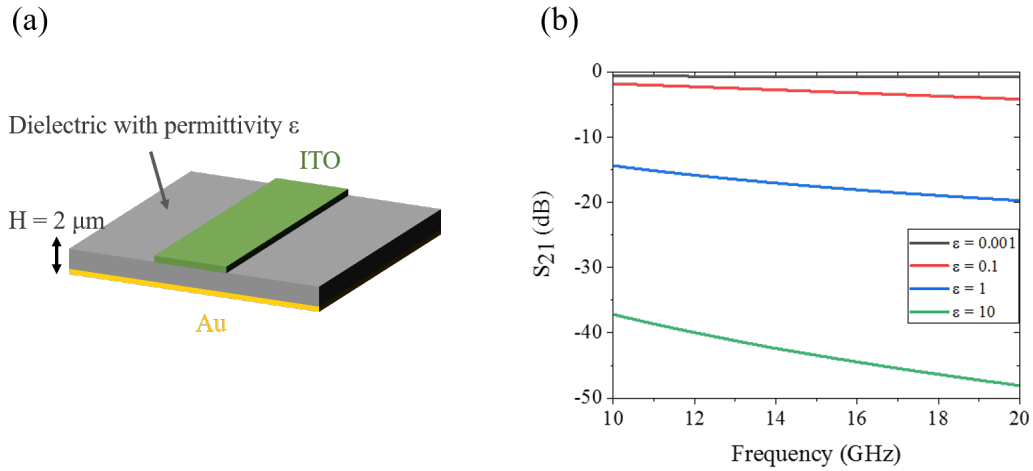 (a)
Dielectric with permittivity ε
ITO
H = 2 μm
Au
(b)
S21 (dB)
0
-10
-20
-30
-40
-50
ε = 0.001
ε = 0.1
ε = 1
ε = 10
10 12 14 16 18 20
Frequency (GHz)